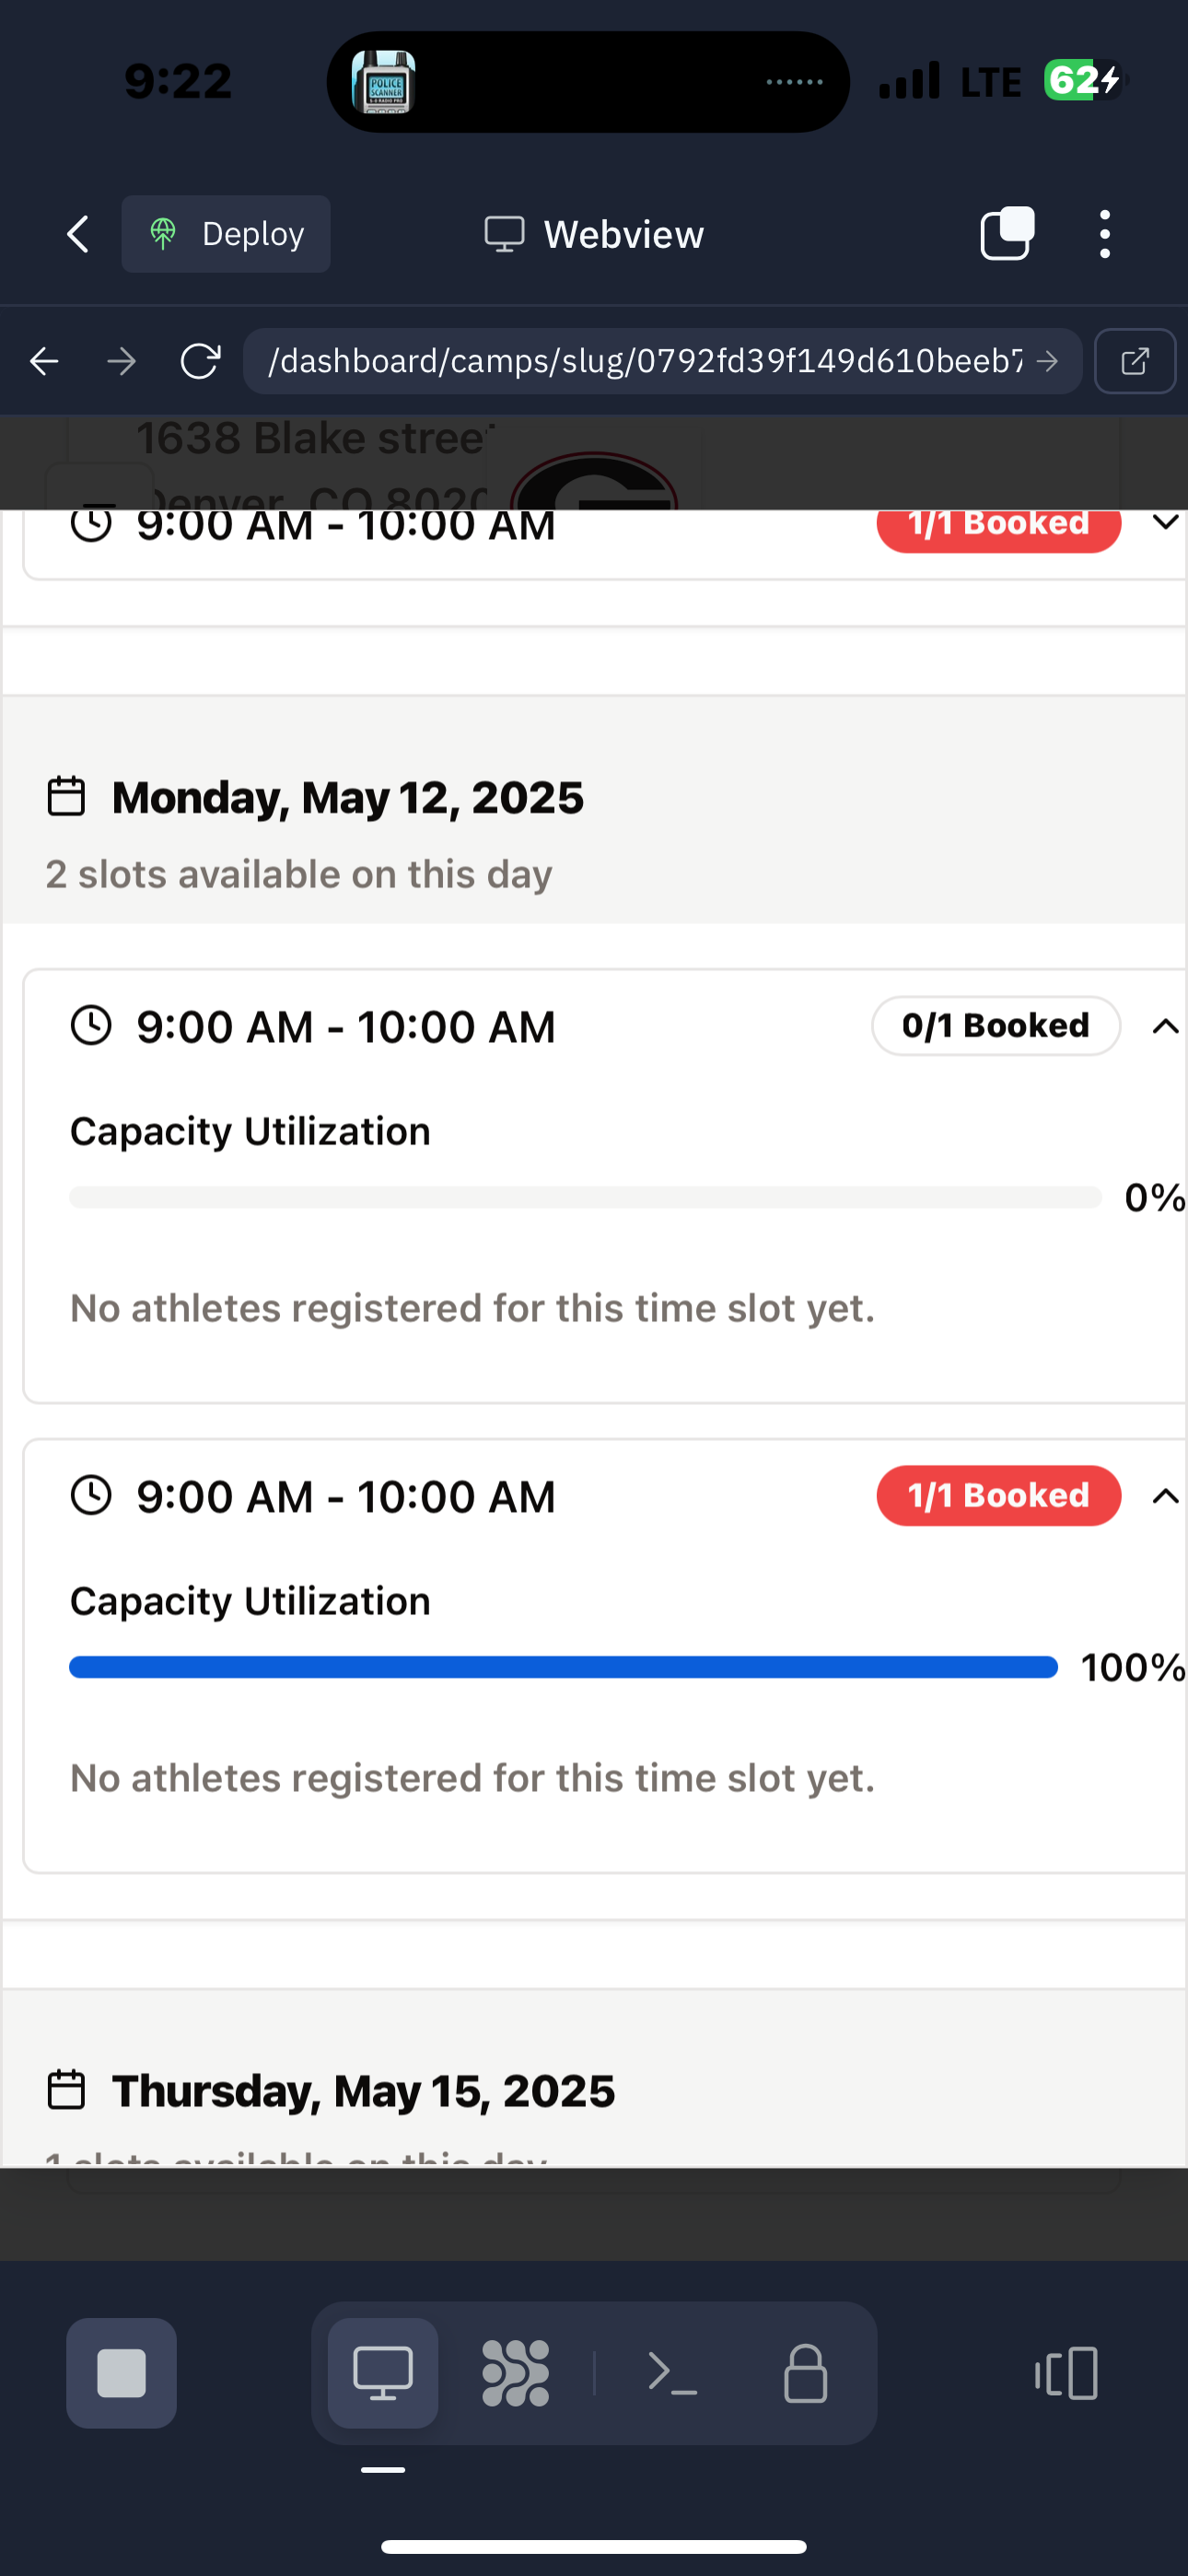 9:22
POLICE
SCANNER
LTE
62
Deploy
Webview
/dashboard/camps/slug/0792fd39f149d610beeb7
1638 Blake street
Denver, CO 8020
9:00 AM - 10:00 AM
1/1 Booked
Monday, May 12, 2025
2 slots available on this day
9:00 AM - 10:00 AM
0/1 Booked
Capacity Utilization
0%
No athletes registered for this time slot yet.
9:00 AM - 10:00 AM
1/1 Booked
Capacity Utilization
100%
No athletes registered for this time slot yet.
Thursday, May 15, 2025
1 slots available on this day